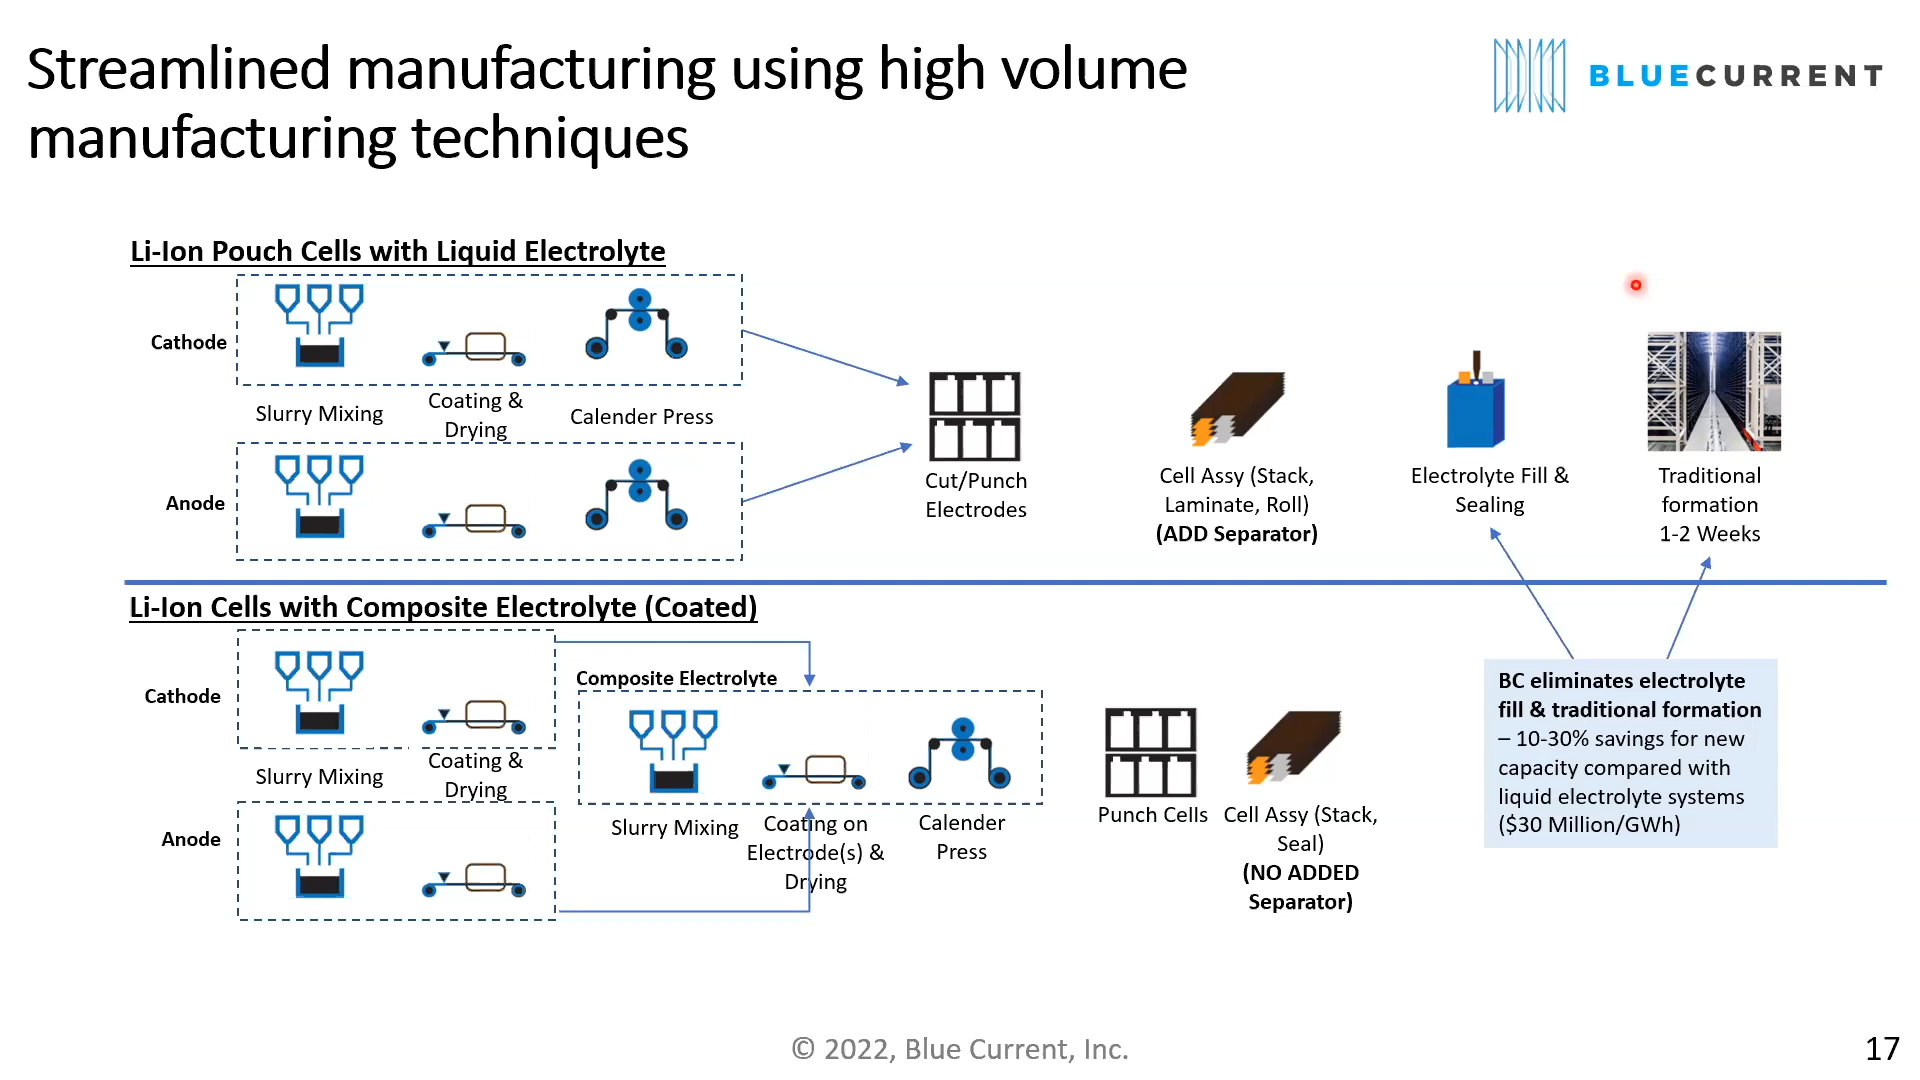 Streamlined manufacturing using high volume
manufacturing techniques
BLUECURRENT
Li-Ion Pouch Cells with Liquid Electrolyte
Cathode
Slurry Mixing
Coating &
Drying
Calender Press
Anode
Cut/Punch
Electrodes
Cell Assy (Stack,
Laminate, Roll)
(ADD Separator)
Electrolyte Fill &
Sealing
Traditional
formation
1-2 Weeks
Li-Ion Cells with Composite Electrolyte (Coated)
Cathode
Slurry Mixing
Coating &
Drying
Anode
Composite Electrolyte
Slurry Mixing
Coating on
Electrode(s) &
Drying
Calender
Press
Punch Cells
Cell Assy (Stack,
Seal)
(NO ADDED
Separator)
BC eliminates electrolyte
fill & traditional formation
– 10-30% savings for new
capacity compared with
liquid electrolyte systems
($30 Million/GWh)
© 2022, Blue Current, Inc.
17